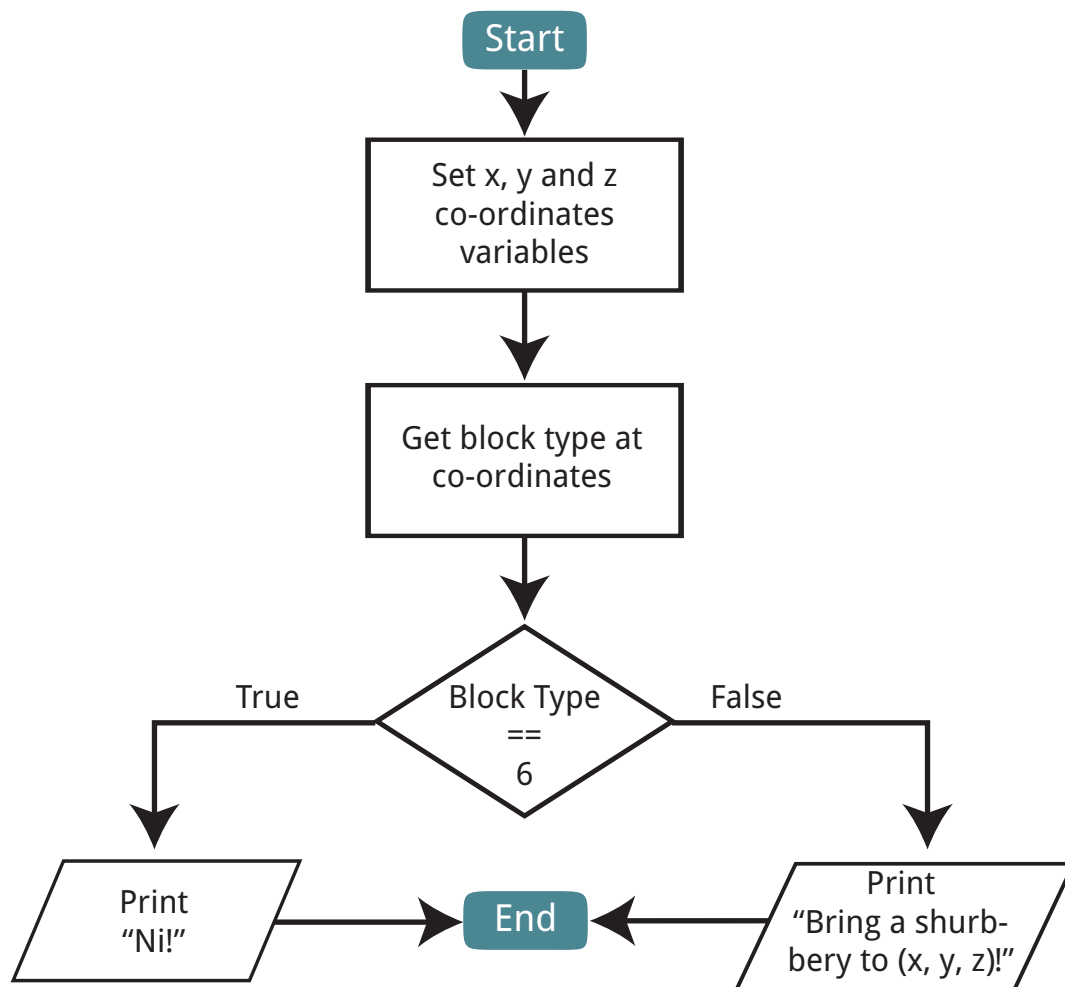 Start
Set x, y and z
co-ordinates
variables
Get block type at
co-ordinates
True
Block Type
==
6
False
Print
“Ni!”
End
Print
“Bring a shurb-
bery to (x, y, z)!”